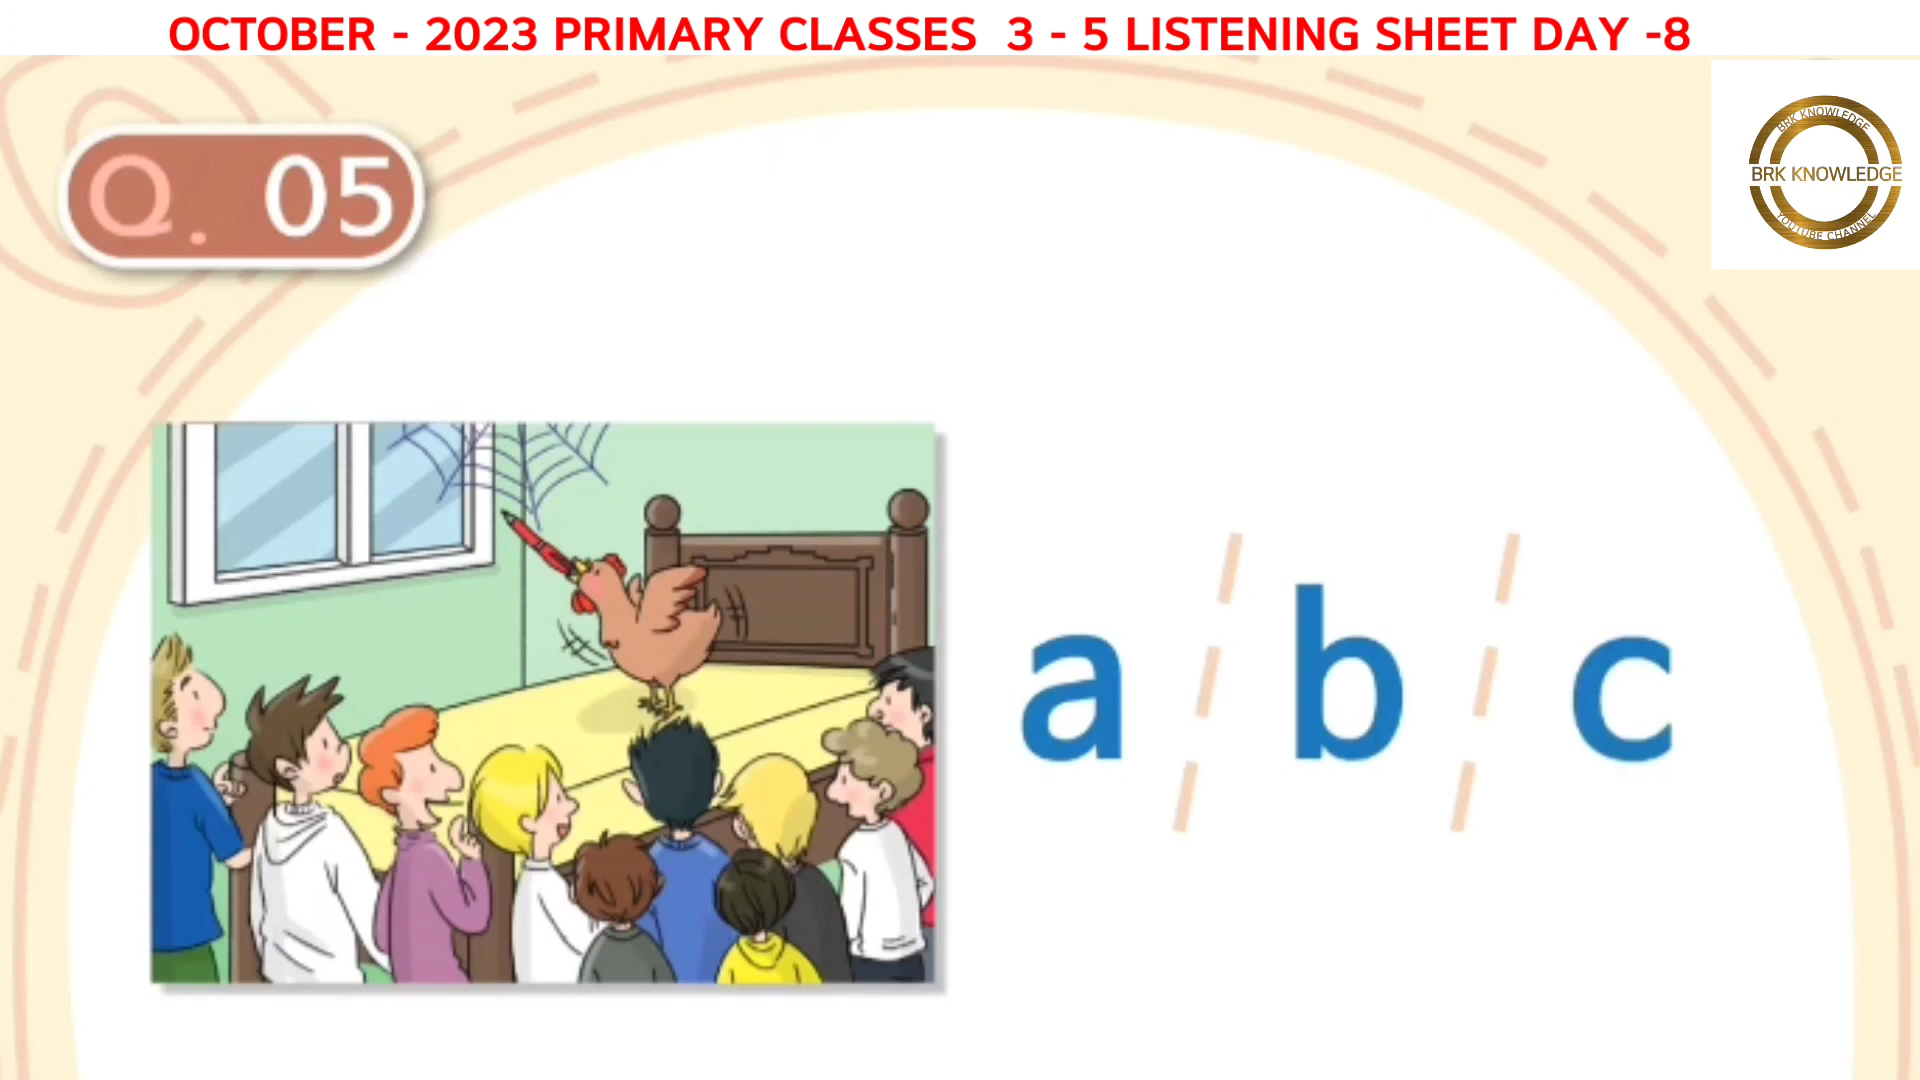 OCTOBER - 2023 PRIMARY CLASSES 3 - 5 LISTENING SHEET DAY -8
Q. 05
BRK KNOWLEDGE
BRK KNOWLEDGE
YOUTUBE CHANNEL
a b c